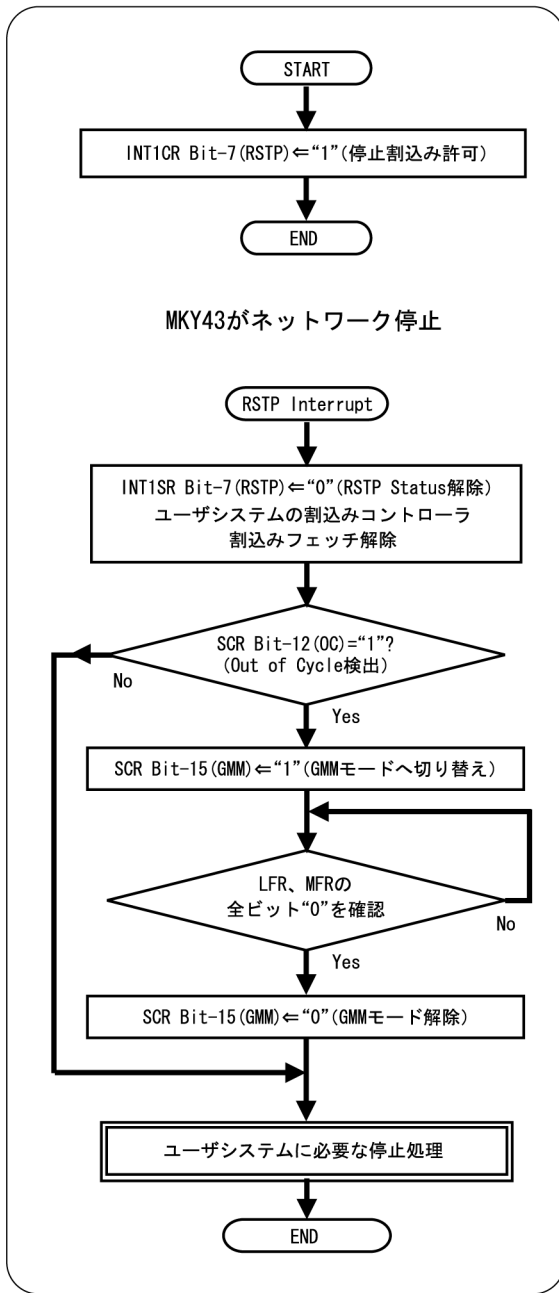 START
INT1CR Bit-7(RSTP)⇐“1”(停止割込み許可)
END
MKY43がネットワーク停止
RSTP Interrupt
INT1SR Bit-7(RSTP)⇐“0”(RSTP Status解除)
ユーザシステムの割込みコントローラ
割込みフェッチ解除
SCR Bit-12(OC)=“1”?
(Out of Cycle検出)
No
Yes
SCR Bit-15(GMM)⇐“1”(GMMモードへ切り替え)
LFR、MFRの
全ビット“0”を確認
No
Yes
SCR Bit-15(GMM)⇐“0”(GMMモード解除)
ユーザシステムに必要な停止処理
END